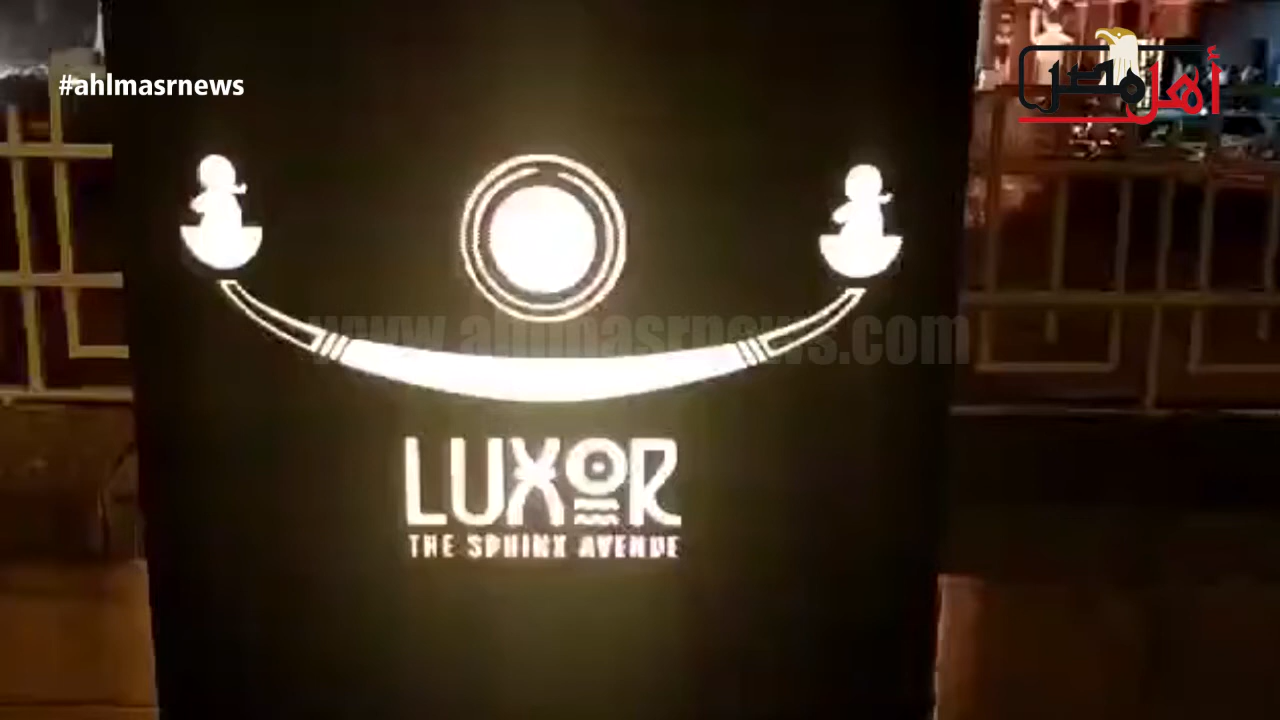 #ahlmasrnews
أهل مصر
www.ahlmasrnews.com
LUXOR
THE SPHINX AVENUE